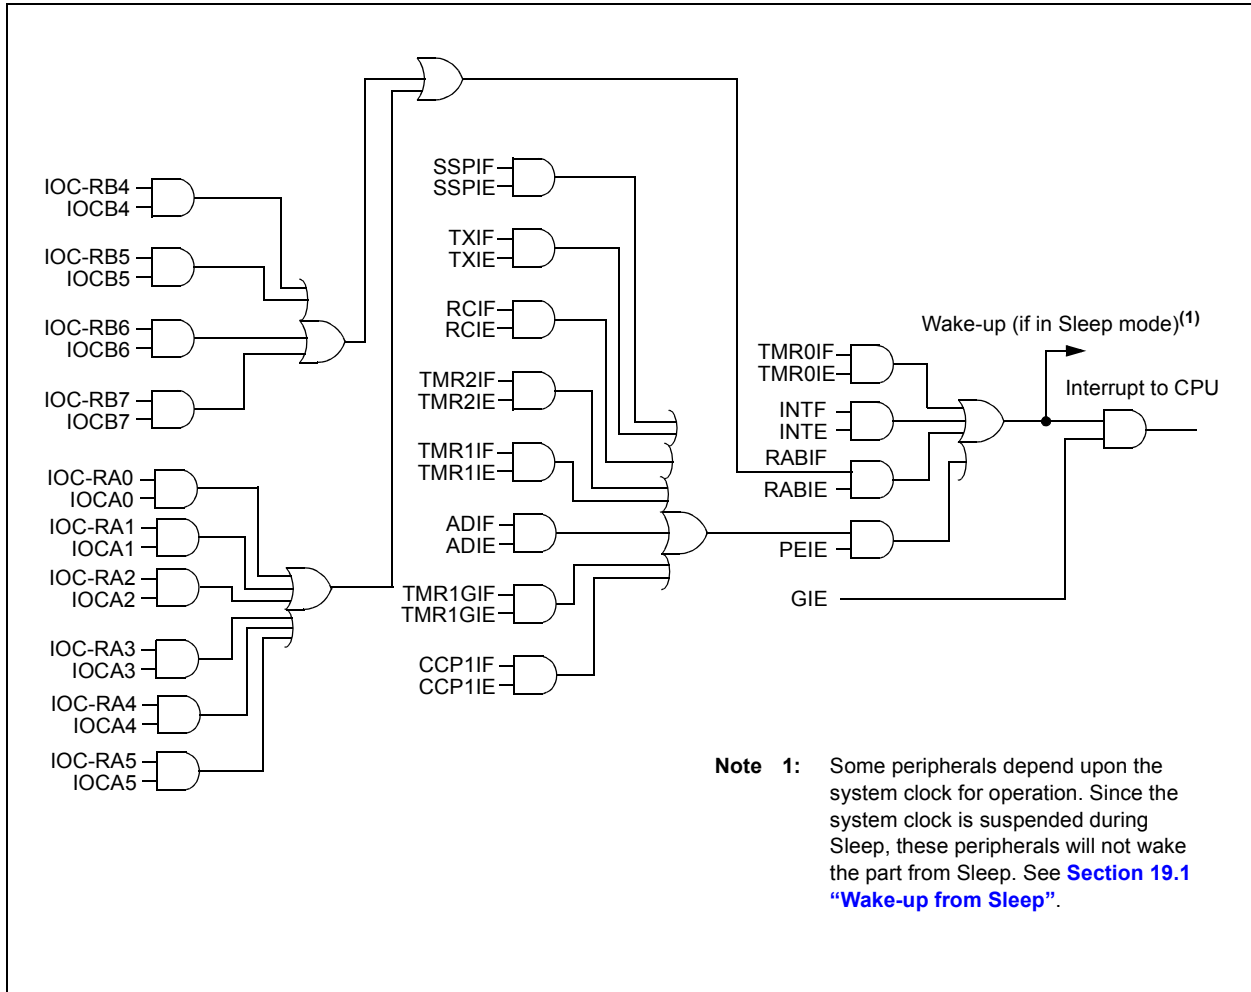 IOC-RB4
IOCB4
IOC-RB5
IOCB5
IOC-RB6
IOCB6
IOC-RB7
IOCB7
IOC-RA0
IOCA0
IOC-RA1
IOCA1
IOC-RA2
IOCA2
IOC-RA3
IOCA3
IOC-RA4
IOCA4
IOC-RA5
IOCA5
SSPIF
SSPIE
TXIF
TXIE
RCIF
RCIE
TMR2IF
TMR2IE
TMR1IF
TMR1IE
ADIF
ADIE
TMR1GIF
TMR1GIE
CCP1IF
CCP1IE
Wake-up (if in Sleep mode)(1)
TMR0IF
TMR0IE
Interrupt to CPU
INTF
INTE
RABIF
RABIE
PEIE
GIE
Note 1: Some peripherals depend upon the
system clock for operation. Since the
system clock is suspended during
Sleep, these peripherals will not wake
the part from Sleep. See Section 19.1
“Wake-up from Sleep”.